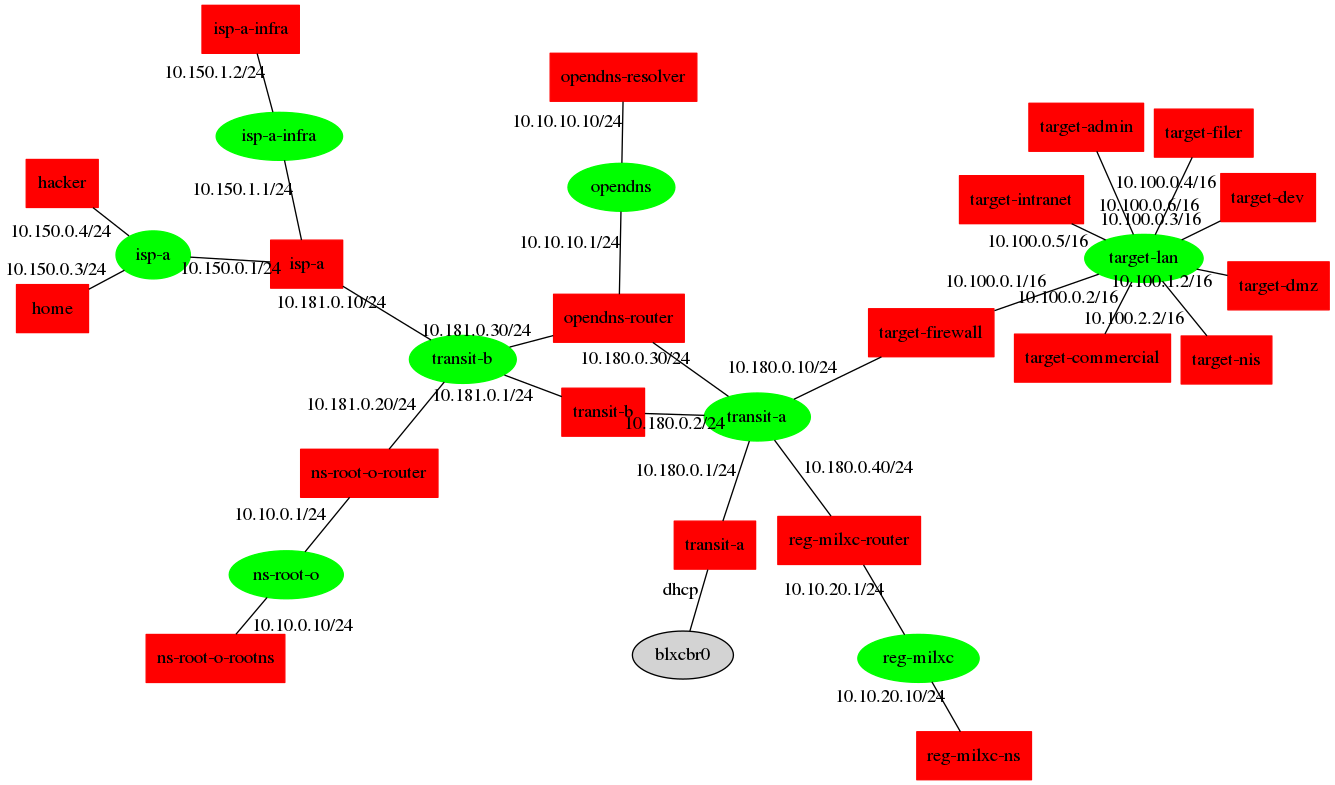 isp-a-infra
10.150.1.2/24
opendns-resolver
10.10.10.10/24
isp-a-infra
target-admin
target-filer
hacker
10.150.1.1/24
opendns
10.100.0.4/16
target-intranet
10.100.0.6/16
target-dev
10.100.0.3/16
10.150.0.4/24
10.10.10.1/24
10.100.0.5/16
isp-a
10.150.0.3/24
10.150.0.1/24
isp-a
target-lan
10.100.0.1/16
10.100.1.2/16
target-dmz
home
10.181.0.10/24
10.100.0.2/16
10.181.0.30/24
opendns-router
10.100.2.2/16
target-firewall
transit-b
10.180.0.30/24
10.180.0.10/24
target-commercial
target-nis
10.181.0.20/24
10.181.0.1/24
transit-b
10.180.0.2/24
transit-a
ns-root-o-router
10.180.0.1/24
10.180.0.40/24
10.10.0.1/24
transit-a
reg-milxc-router
ns-root-o
dhcp
10.10.20.1/24
10.10.0.10/24
ns-root-o-rootns
blxcbr0
reg-milxc
10.10.20.10/24
reg-milxc-ns